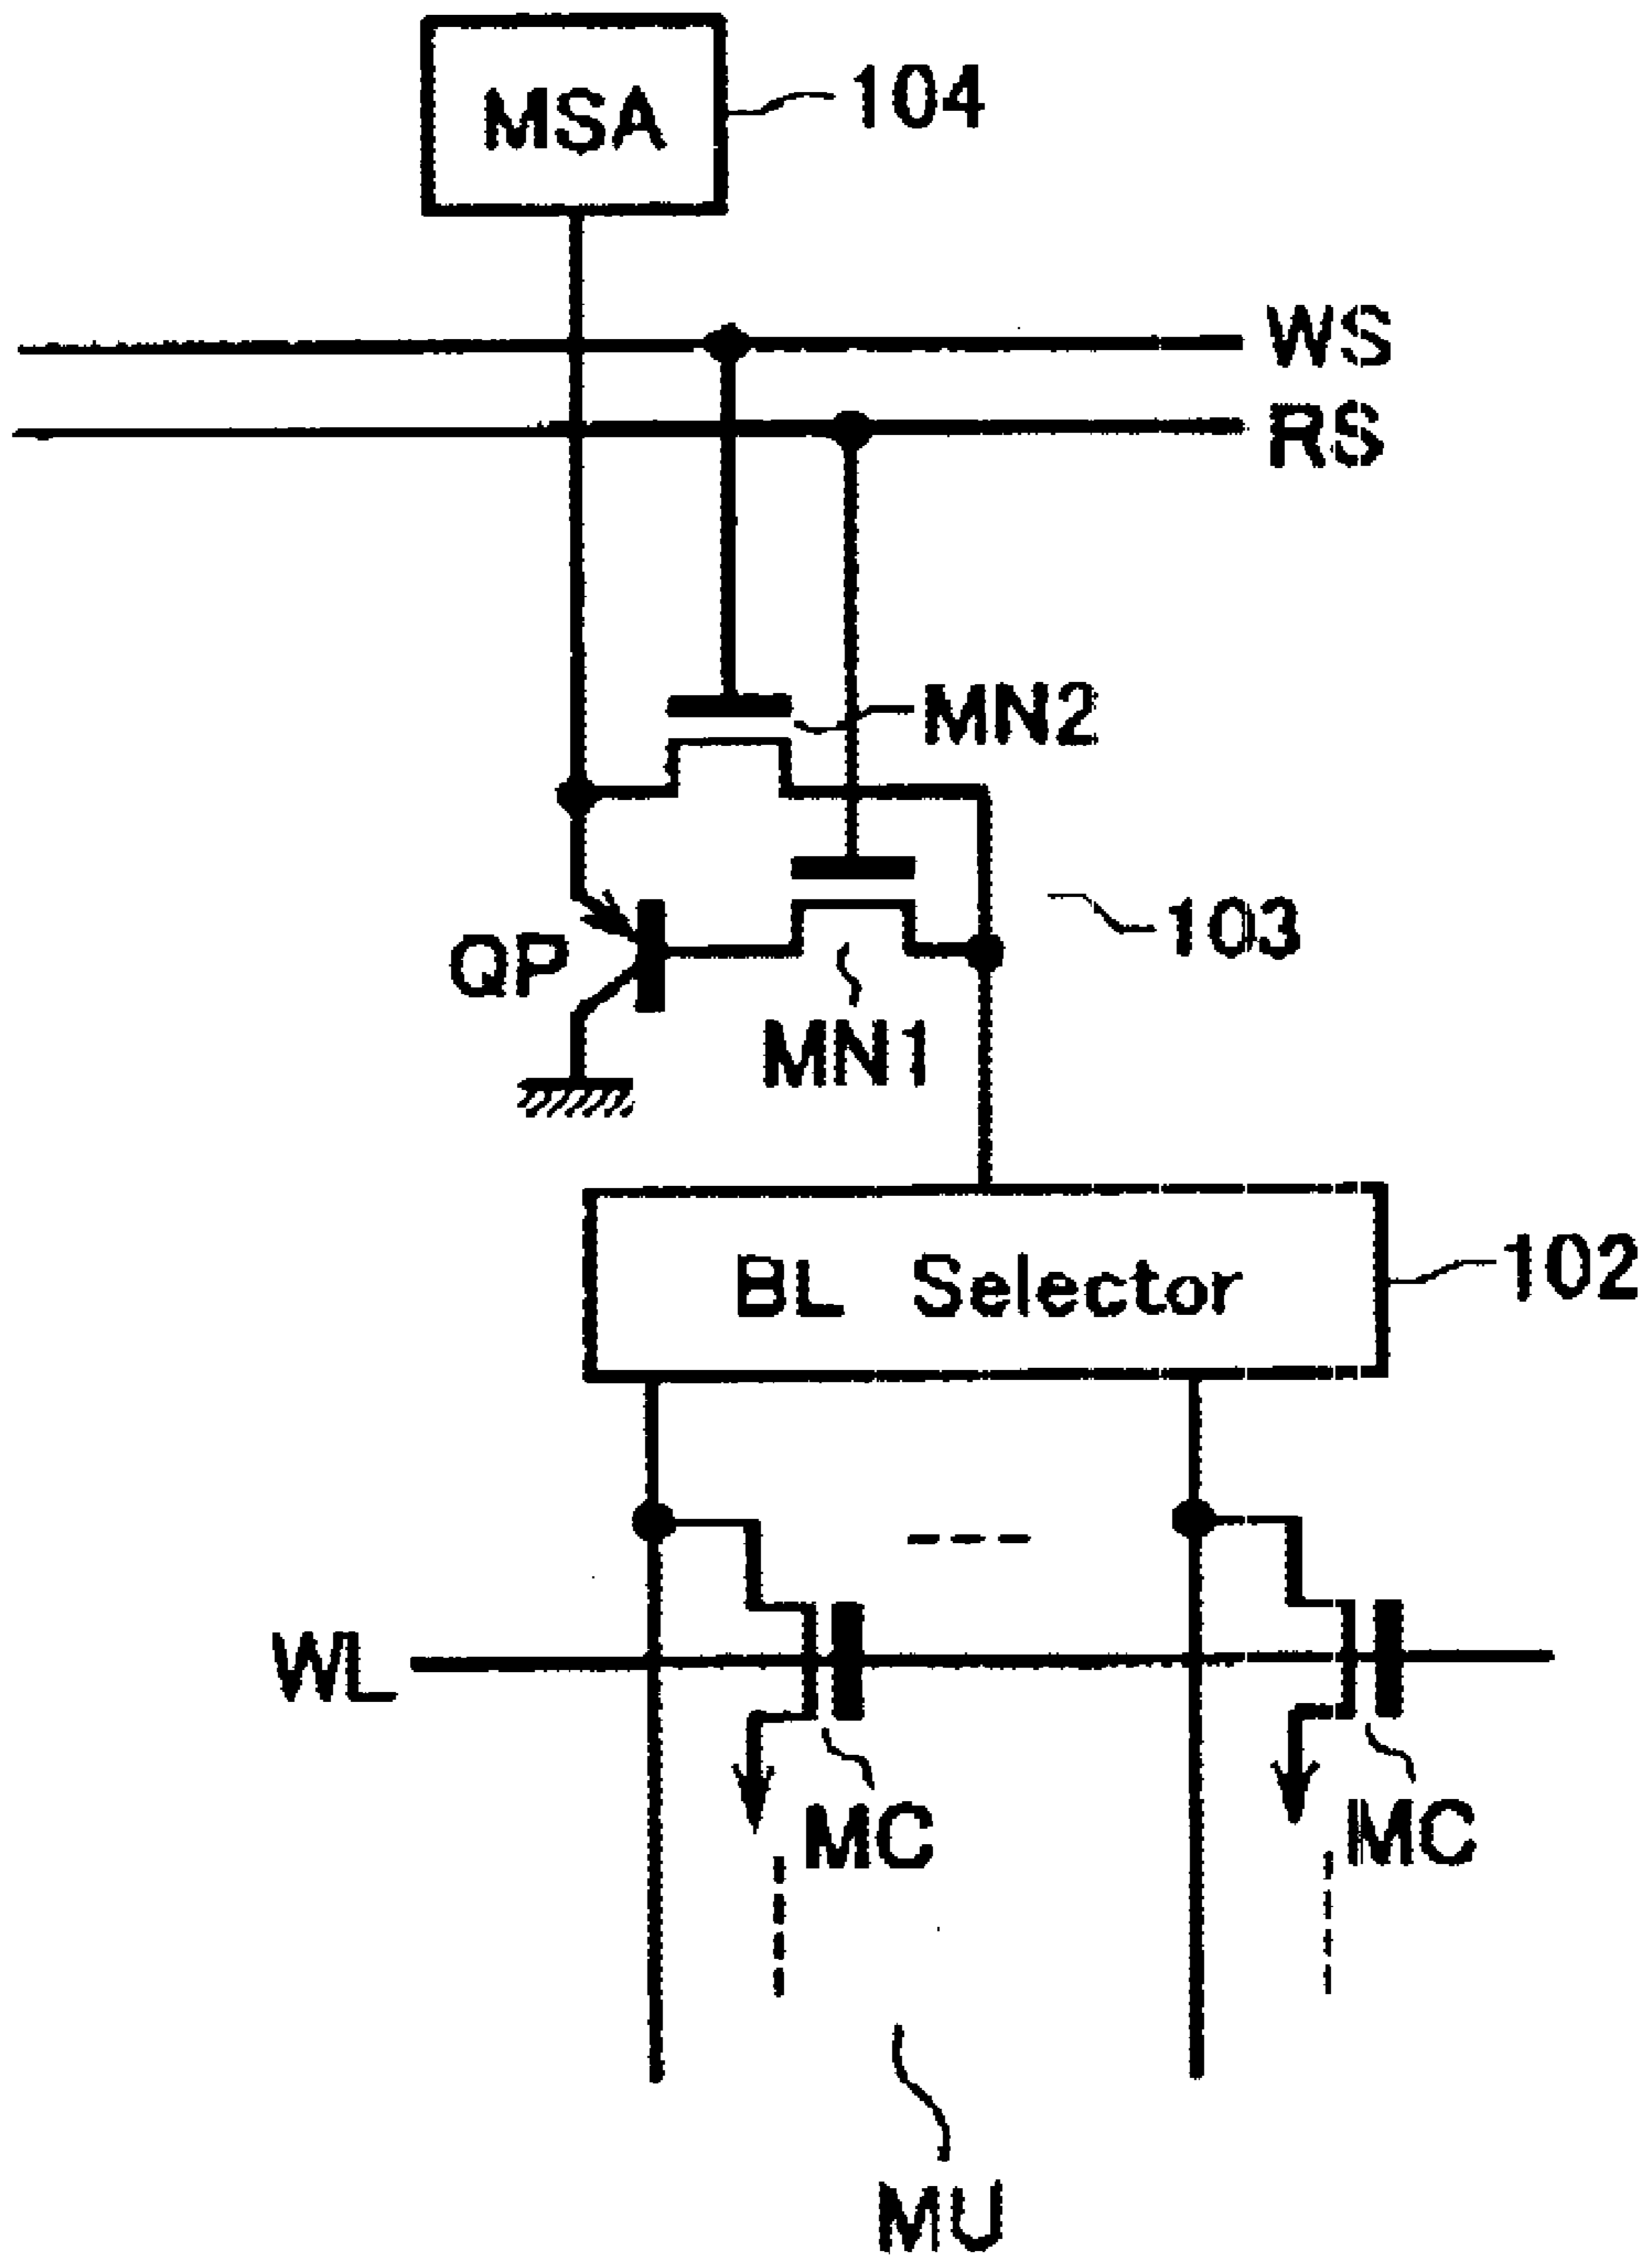 MSA
104
WS
RS
MN2
103
QP
MN1
BL Selector
102
WL
MC
MC
MU